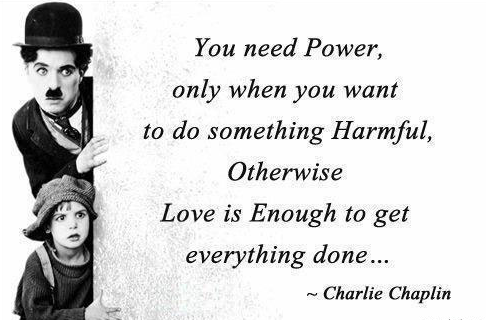 You need Power,
only when you want
to do something Harmful,
Otherwise
Love is Enough to get
everything done...
~ Charlie Chaplin